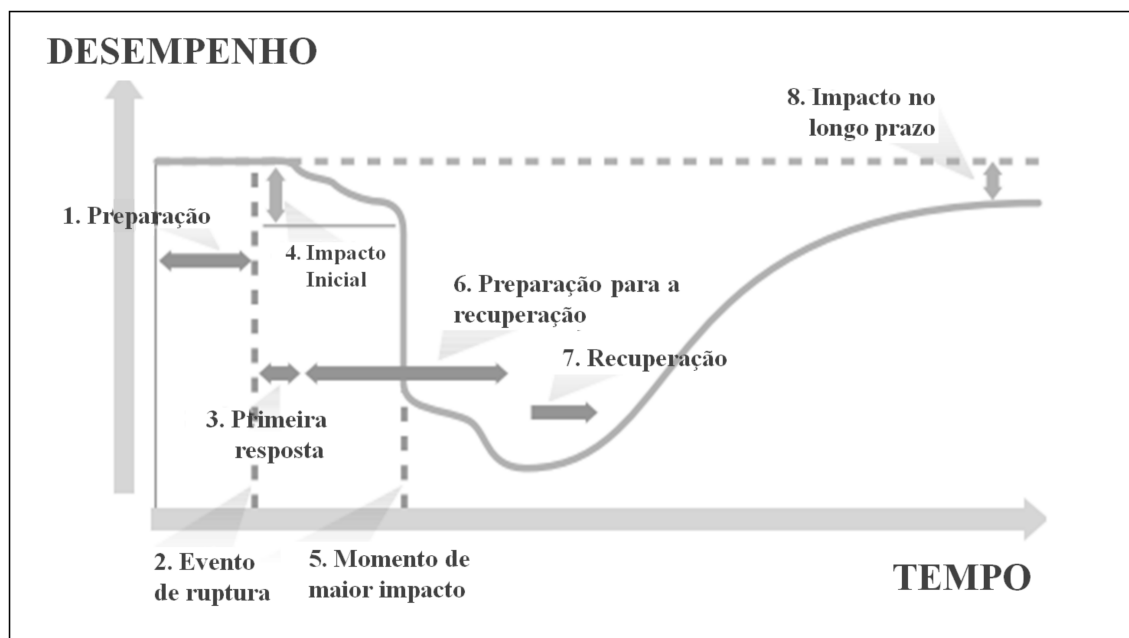 DESEMPENHO
8. Impacto no
longo prazo
1. Preparação
4. Impacto
Inicial
6. Preparação para a
recuperação
7. Recuperação
3. Primeira
resposta
2. Evento
de ruptura
5. Momento de
maior impacto
TEMPO